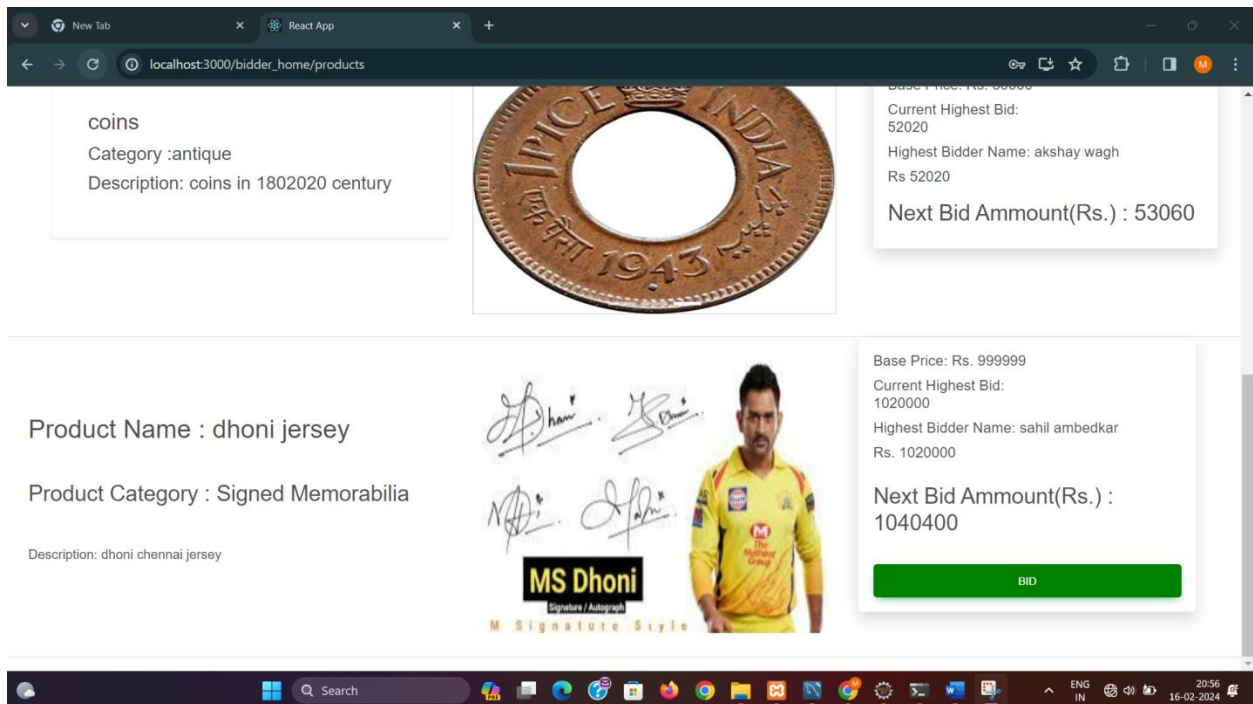 New Tab
React App
localhost:3000/bidder_home/products
M
coins
Category :antique
Description: coins in 1802020 century
1 PICE INDIA
एक पैसा
1943
Current Highest Bid:
52020
Highest Bidder Name: akshay wagh
Rs 52020
Next Bid Ammount(Rs.) : 53060
Product Name : dhoni jersey
Product Category : Signed Memorabilia
Description: dhoni chennai jersey
MS Dhoni
Signature / Autograph
M Signature Siyle
The
Muthoot
Group
Base Price: Rs. 999999
Current Highest Bid:
1020000
Highest Bidder Name: sahil ambedkar
Rs. 1020000
Next Bid Ammount(Rs.) :
1040400
BID
Search
ENG
IN
20:56
16-02-2024